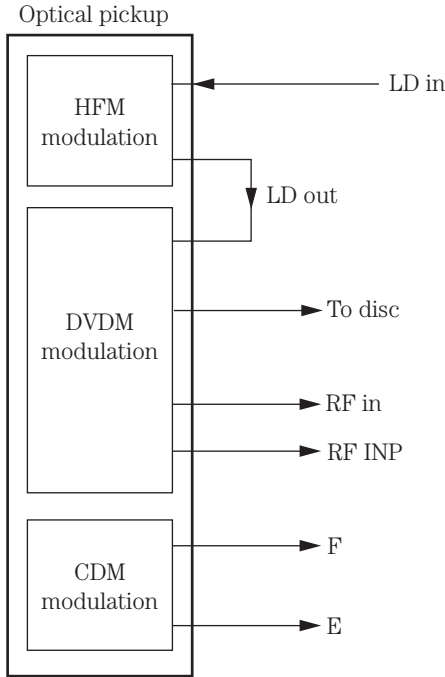 Optical pickup
HFM
modulation
LD in
LD out
DVDM
modulation
To disc
RF in
RF INP
CDM
modulation
F
E